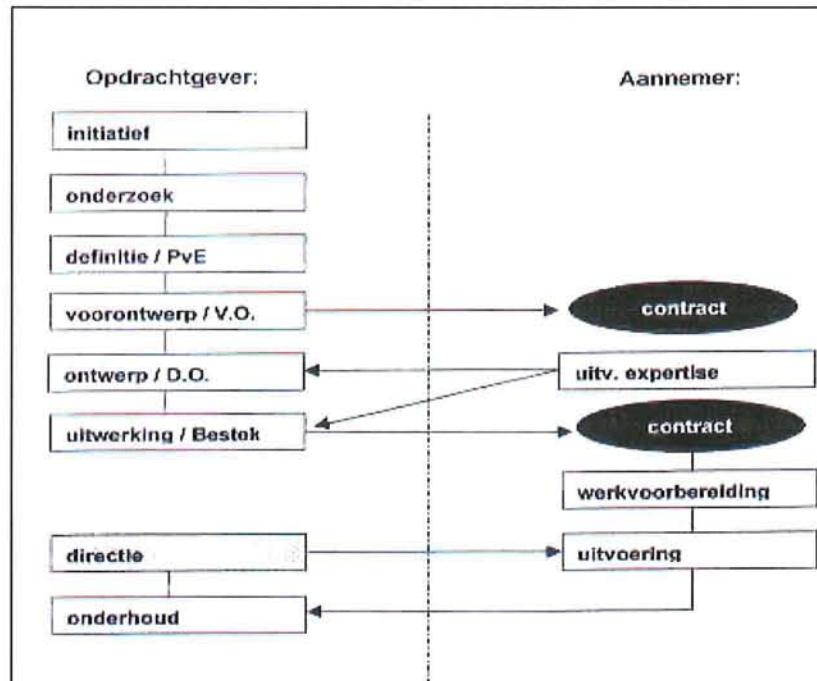 Opdrachtgever:
Aannemer:
initiatief
onderzoek
definitie / PvE
voorontwerp / V.O.
contract
ontwerp / D.O.
uitv. expertise
uitwerking / Bestek
contract
werkvoorbereiding
directie
uitvoering
onderhoud